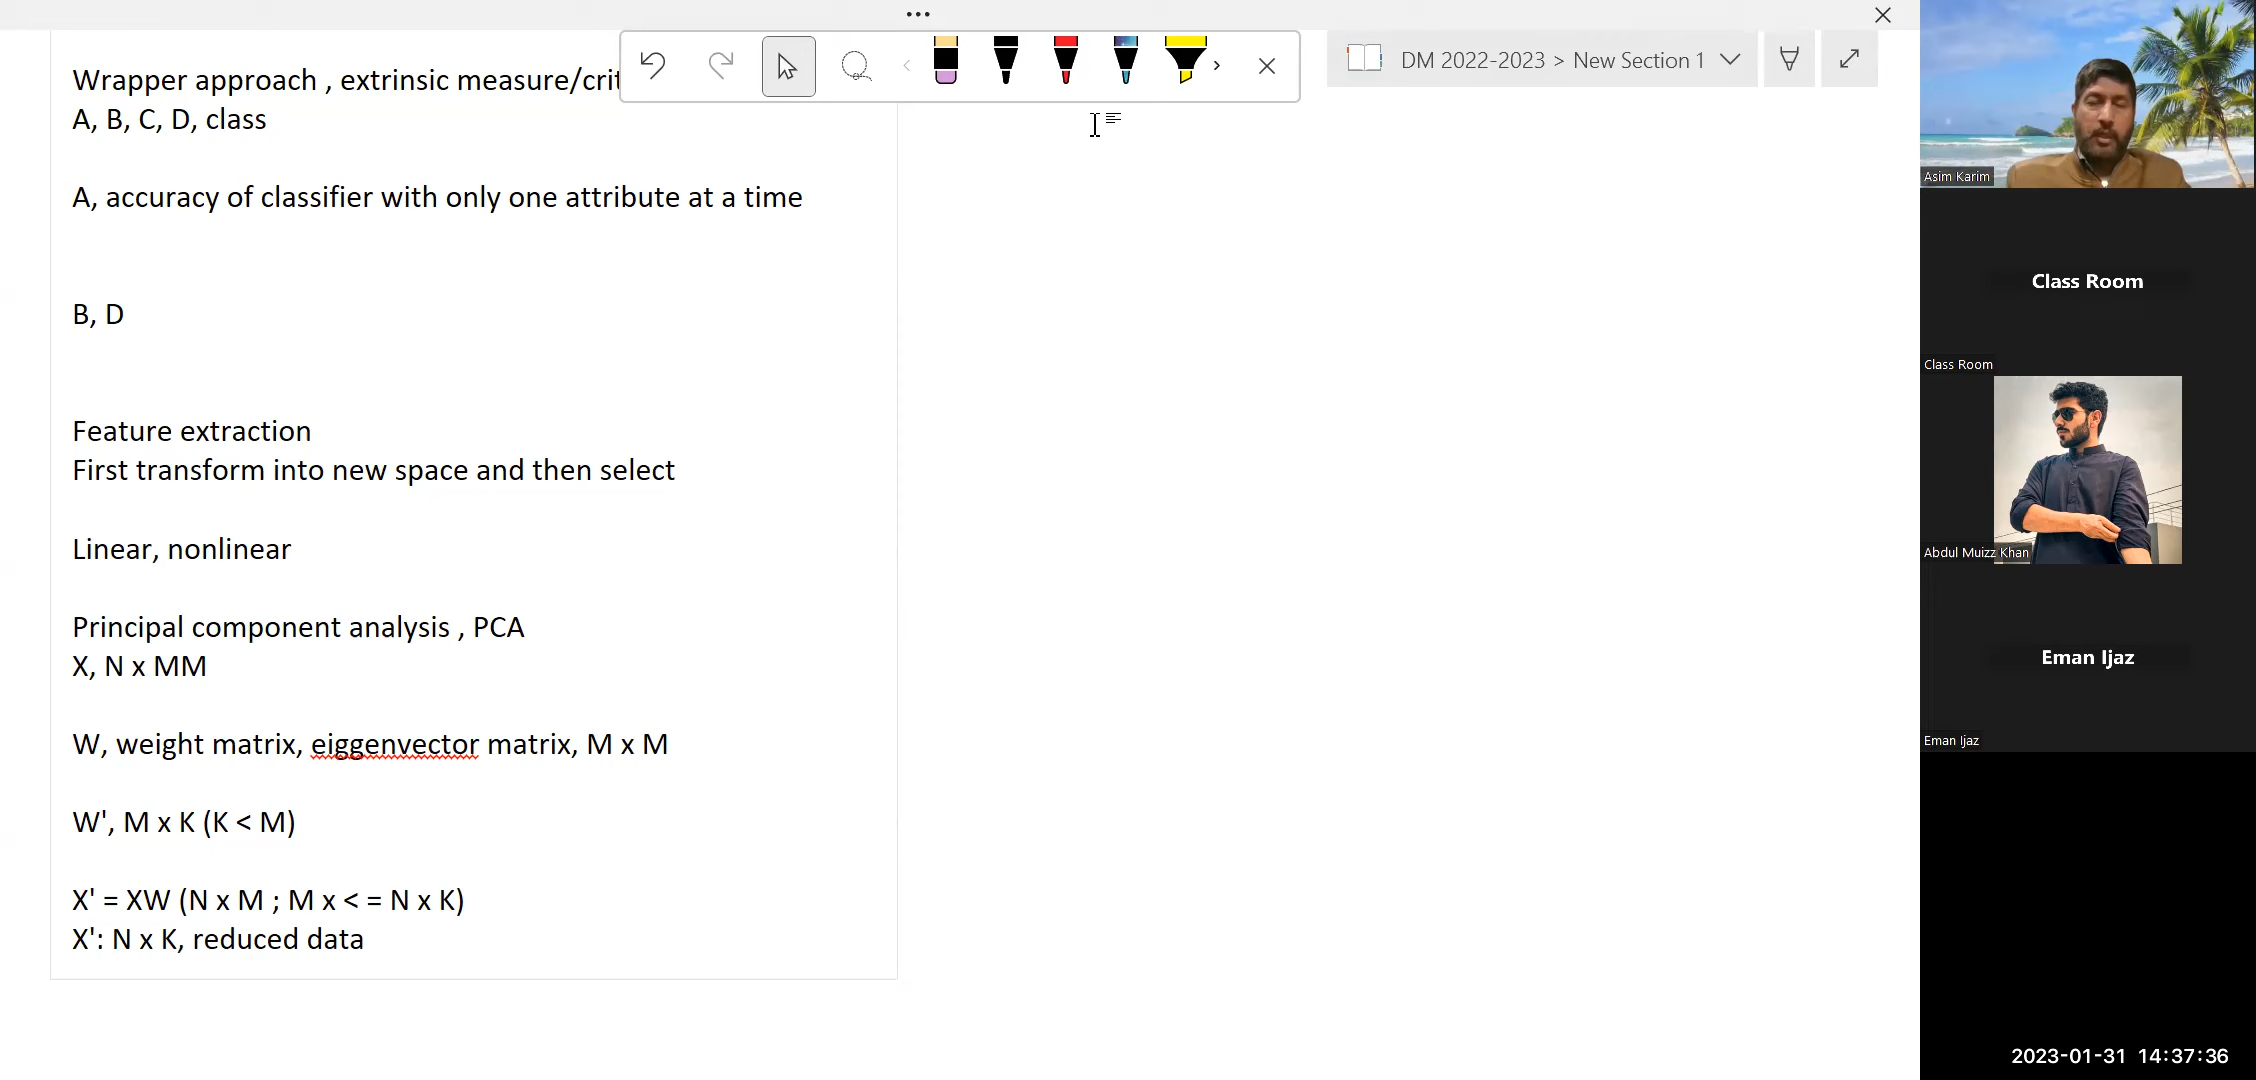 •••
DM 2022-2023 > New Section 1
Wrapper approach , extrinsic measure/crit
A, B, C, D, class
A, accuracy of classifier with only one attribute at a time
B, D
Feature extraction
First transform into new space and then select
Linear, nonlinear
Principal component analysis , PCA
X, N x MM
W, weight matrix, eiggenvector matrix, M x M
W', M x K (K < M)
X' = XW (N x M ; M x < = N x K)
X': N x K, reduced data
Asim Karim
Class Room
Class Room
Abdul Muizz Khan
Eman Ijaz
Eman Ijaz
2023-01-31 14:37:36